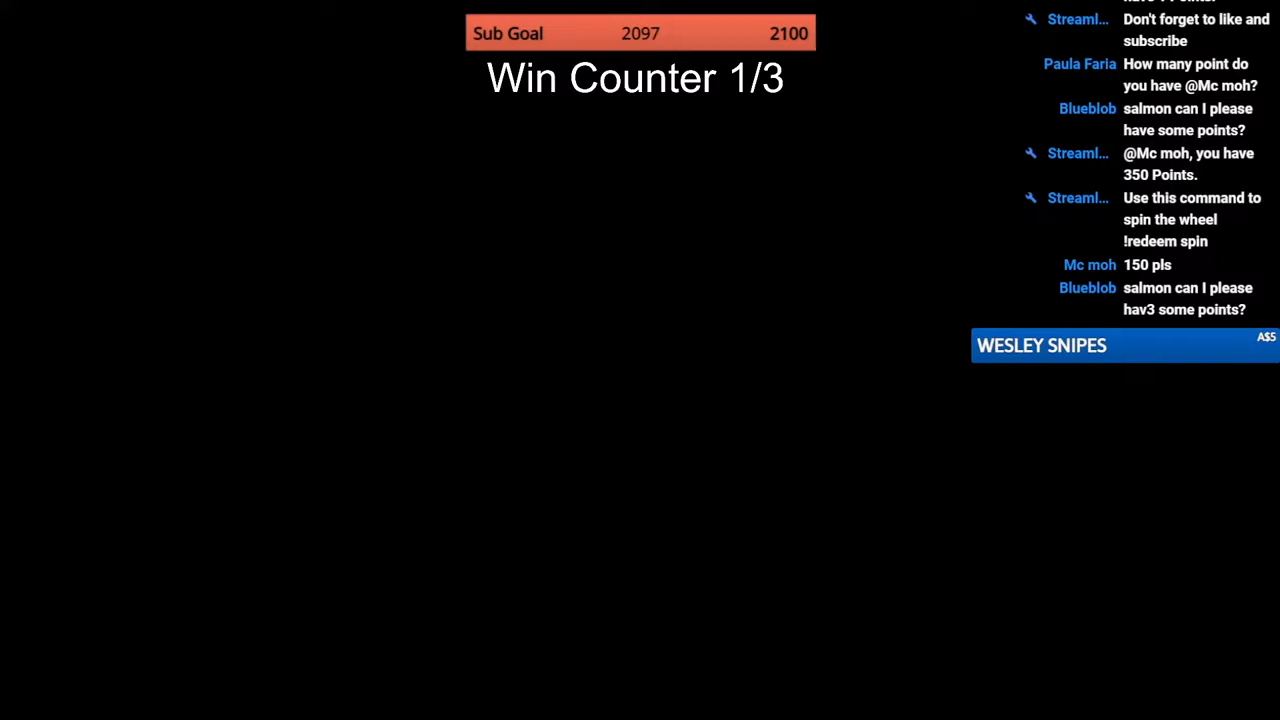 Sub Goal 2097 2100
Win Counter 1/3
Streaml... Don't forget to like and
subscribe
Paula Faria How many point do
you have @Mc moh?
Blueblob salmon can I please
have some points?
Streaml... @Mc moh, you have
350 Points.
Streaml... Use this command to
spin the wheel
!redeem spin
Mc moh 150 pls
Blueblob salmon can I please
hav3 some points?
WESLEY SNIPES A$5